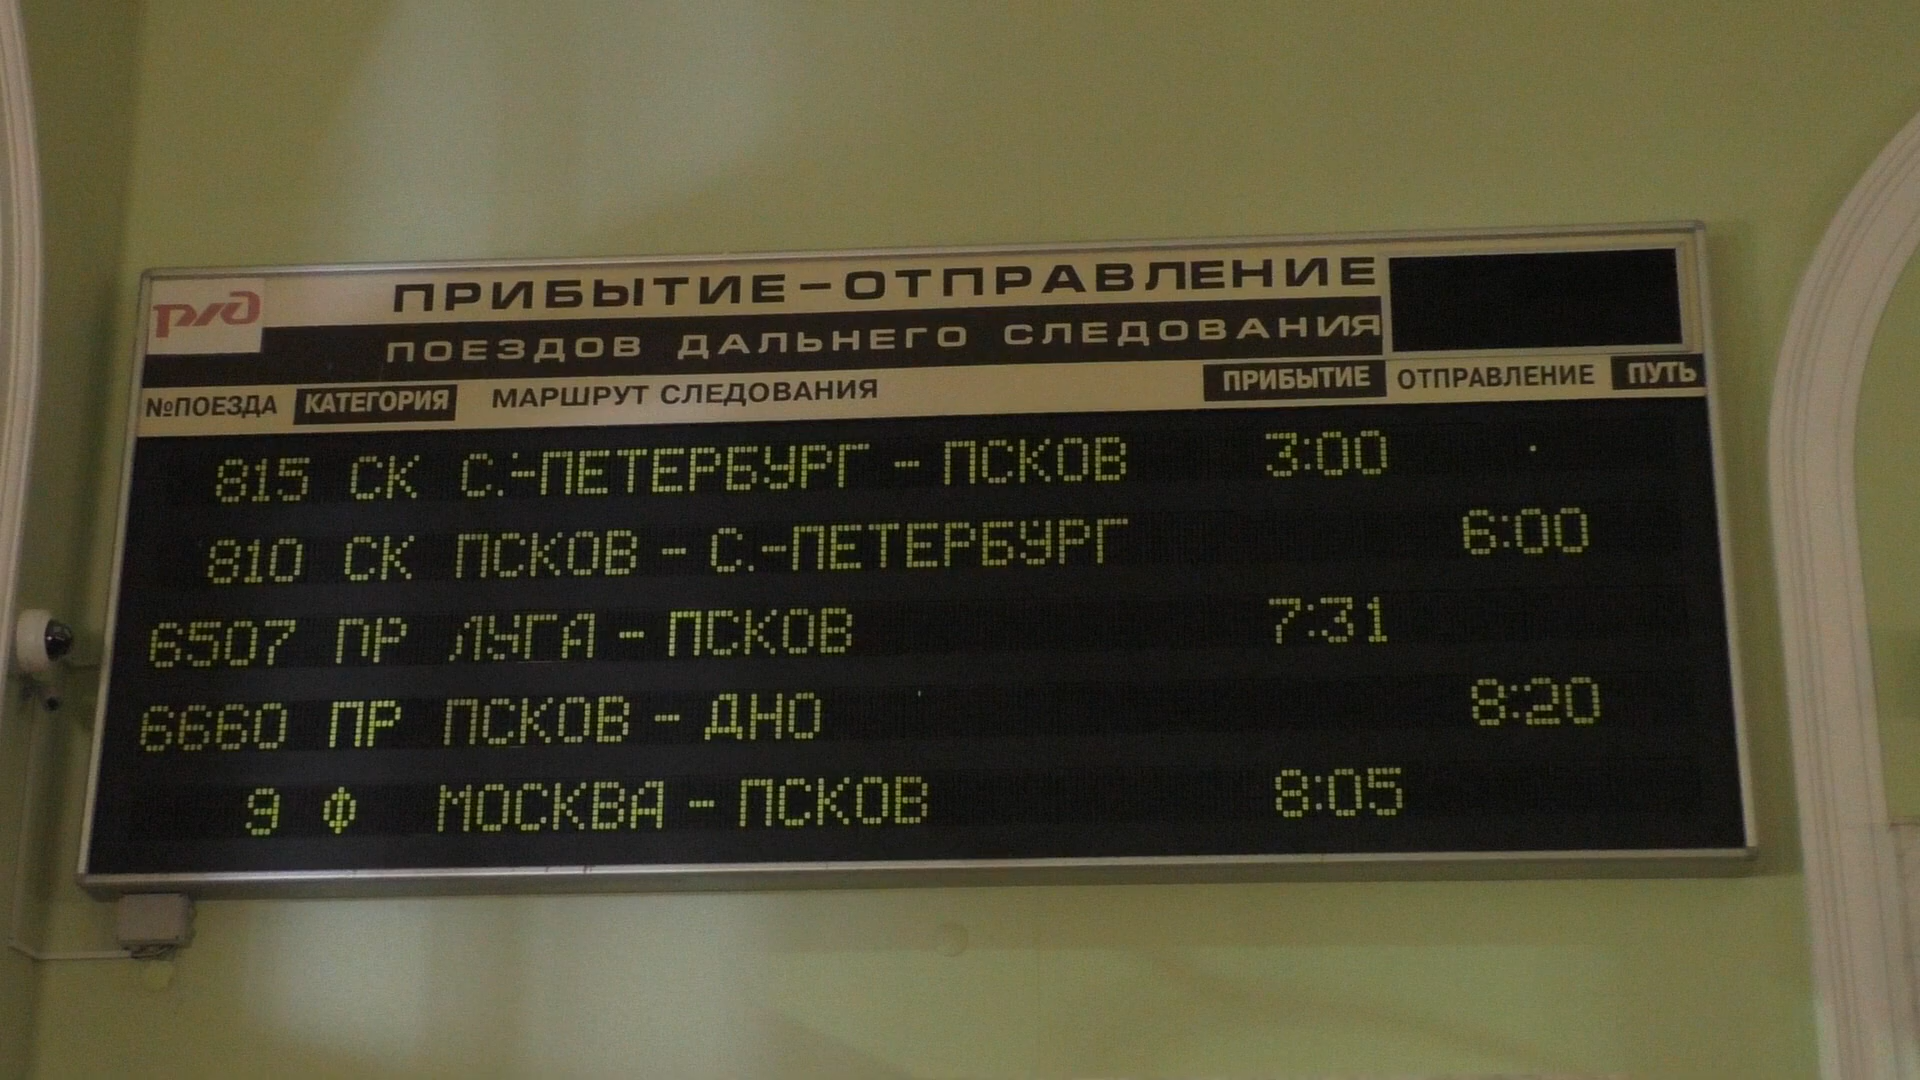 РЖД
ПРИБЫТИЕ–ОТПРАВЛЕНИЕ
ПОЕЗДОВ ДАЛЬНЕГО СЛЕДОВАНИЯ
№ПОЕЗДА КАТЕГОРИЯ МАРШРУТ СЛЕДОВАНИЯ ПРИБЫТИЕ ОТПРАВЛЕНИЕ ПУТЬ
815 СК С.-ПЕТЕРБУРГ - ПСКОВ 3:00
810 СК ПСКОВ - С.-ПЕТЕРБУРГ 6:00
6507 ПР ЛУГА - ПСКОВ 7:31
6660 ПР ПСКОВ - ДНО 8:20
9 Ф МОСКВА - ПСКОВ 8:05